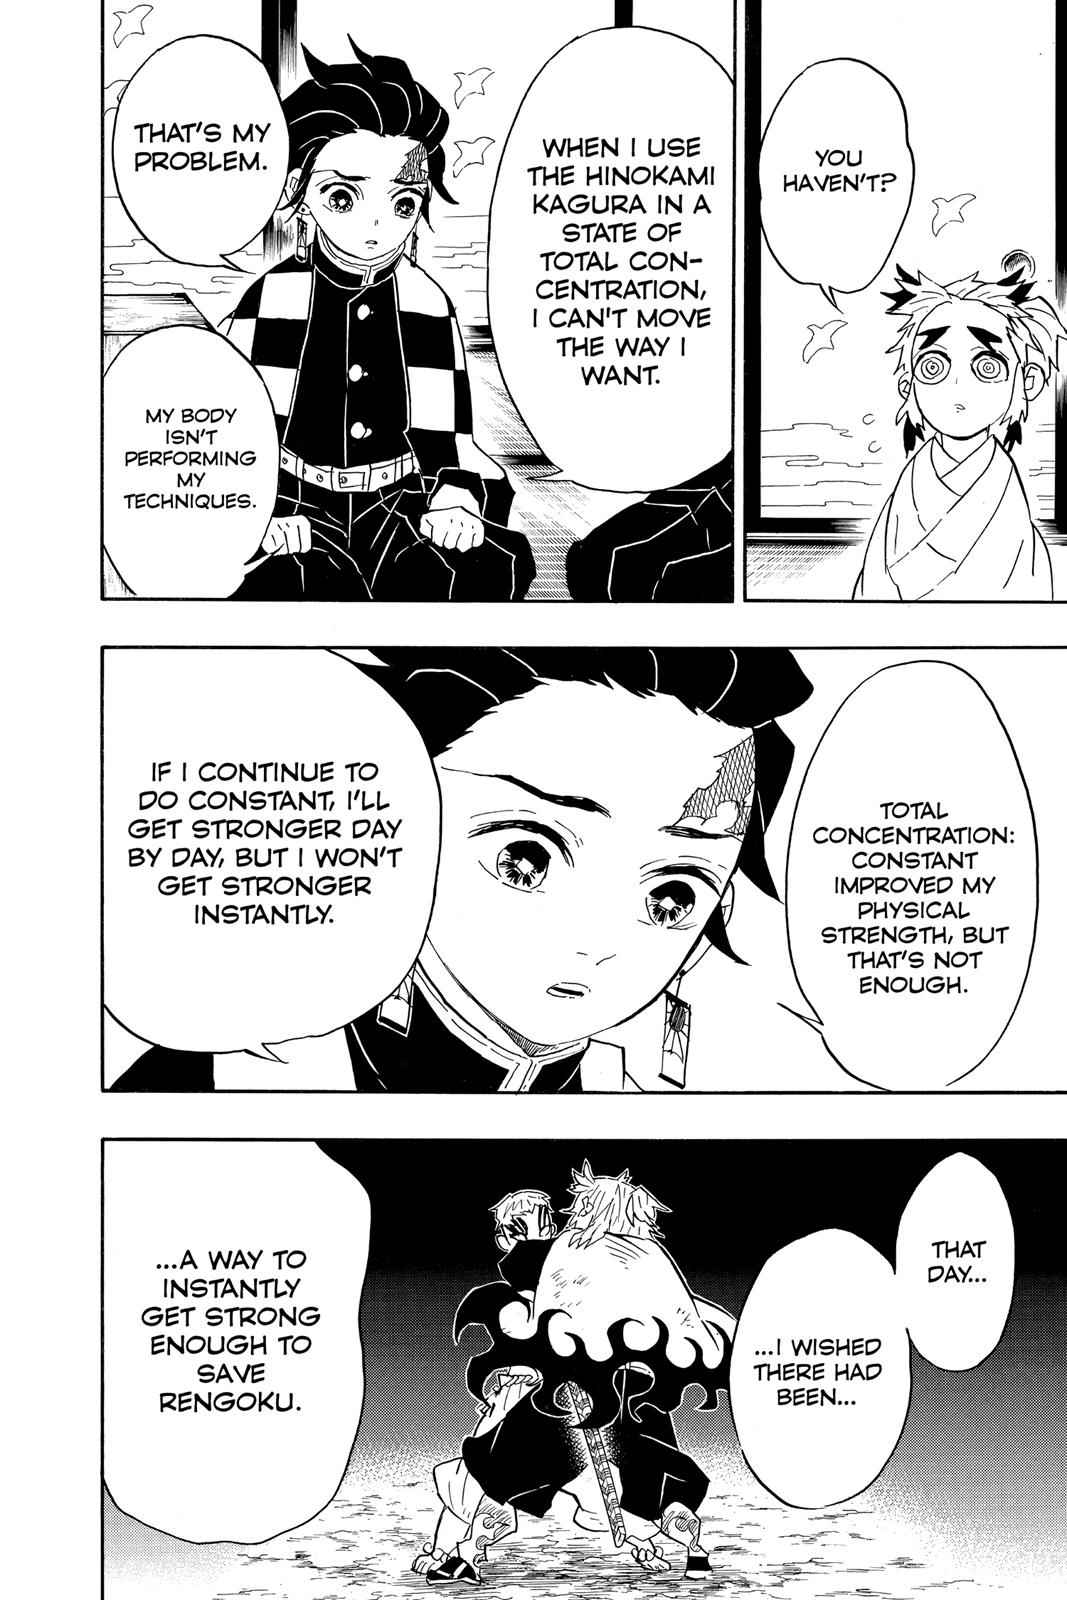 YOU
HAVEN'T?
WHEN I USE
THE HINOKAMI
KAGURA IN A
STATE OF
TOTAL CON-
CENTRATION,
I CAN'T MOVE
THE WAY I
WANT.
THAT'S MY
PROBLEM.
MY BODY
ISN'T
PERFORMING
MY
TECHNIQUES.
TOTAL
CONCENTRATION:
CONSTANT
IMPROVED MY
PHYSICAL
STRENGTH, BUT
THAT'S NOT
ENOUGH.
IF I CONTINUE TO
DO CONSTANT, I'LL
GET STRONGER DAY
BY DAY, BUT I WON'T
GET STRONGER
INSTANTLY.
THAT
DAY...
...I WISHED
THERE HAD
BEEN...
...A WAY TO
INSTANTLY
GET STRONG
ENOUGH TO
SAVE
RENGOKU.